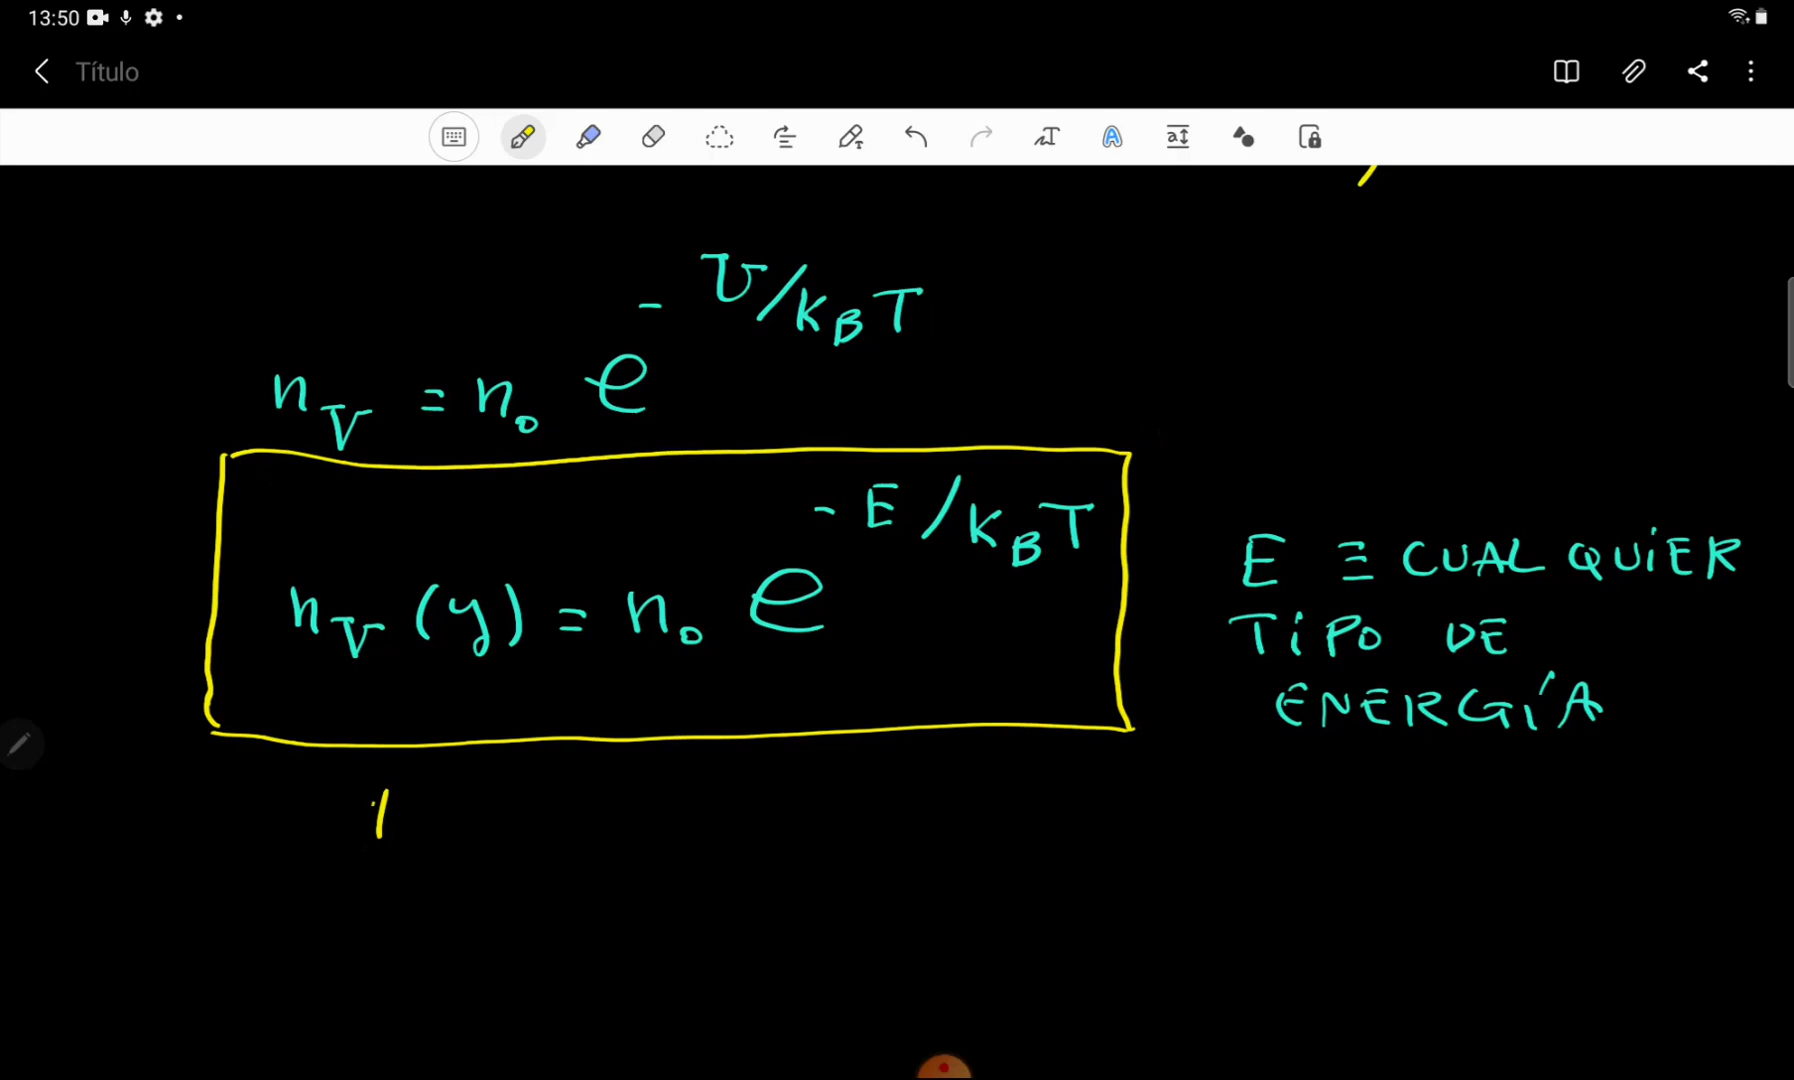 13:50
Título
n_V = n_0 e^{-U/k_B T}
n_V (y) = n_0 e^{-E/k_B T}
E ≡ CUALQUIER
TIPO DE
ENERGÍA